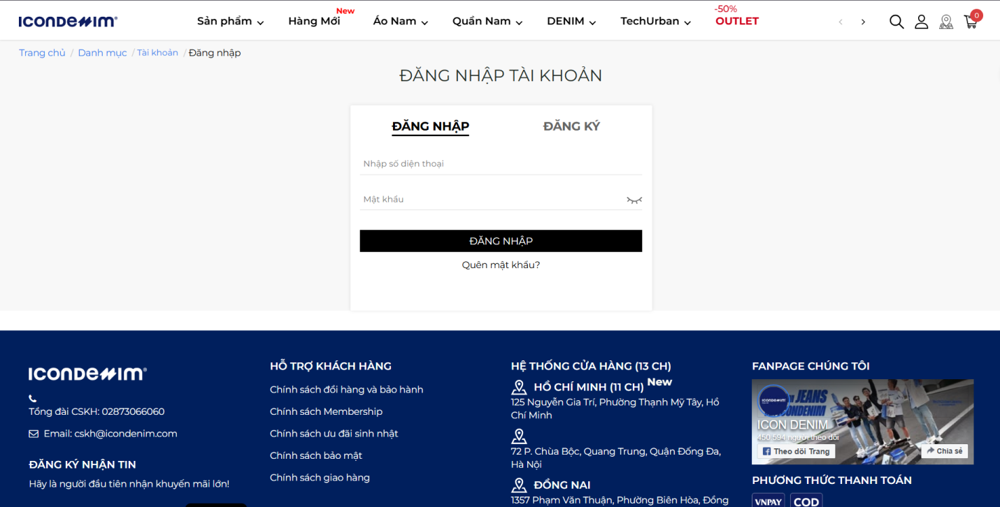 ICONDENIM®
Sản phẩm
Hàng Mới
New
Áo Nam
Quần Nam
DENIM
TechUrban
-50%
OUTLET
0
Trang chủ / Danh mục / Tài khoản / Đăng nhập
ĐĂNG NHẬP TÀI KHOẢN
ĐĂNG NHẬP
ĐĂNG KÝ
Nhập số diện thoại
Mật khẩu
ĐĂNG NHẬP
Quên mật khẩu?
ICONDENIM®
Tổng đài CSKH: 02873066060
Email: cskh@icondenim.com
ĐĂNG KÝ NHẬN TIN
Hãy là người đầu tiên nhận khuyến mãi lớn!
HỖ TRỢ KHÁCH HÀNG
Chính sách đổi hàng và bảo hành
Chính sách Membership
Chính sách ưu đãi sinh nhật
Chính sách bảo mật
Chính sách giao hàng
HỆ THỐNG CỬA HÀNG (13 CH)
HỒ CHÍ MINH (11 CH) New
125 Nguyễn Gia Trí, Phường Thạnh Mỹ Tây, Hồ
Chí Minh
72 P. Chùa Bộc, Quang Trung, Quận Đống Đa,
Hà Nội
ĐỒNG NAI
1357 Phạm Văn Thuận, Phường Biên Hòa, Đồng
FANPAGE CHÚNG TÔI
ICONDENIM
JEANS
ICONDENIM
ICON DENIM
450.594 người theo dõi
Theo dõi Trang
Chia sẻ
PHƯƠNG THỨC THANH TOÁN
VNPAY
COD